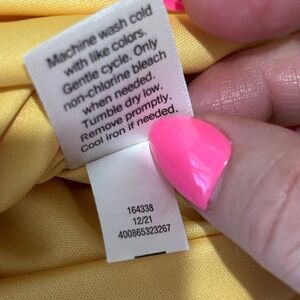 Machine wash cold
with like colors.
Gentle cycle. Only
non-chlorine bleach
when needed.
Tumble dry low.
Remove promptly.
Cool iron if needed.
164338
12/21
400865323267